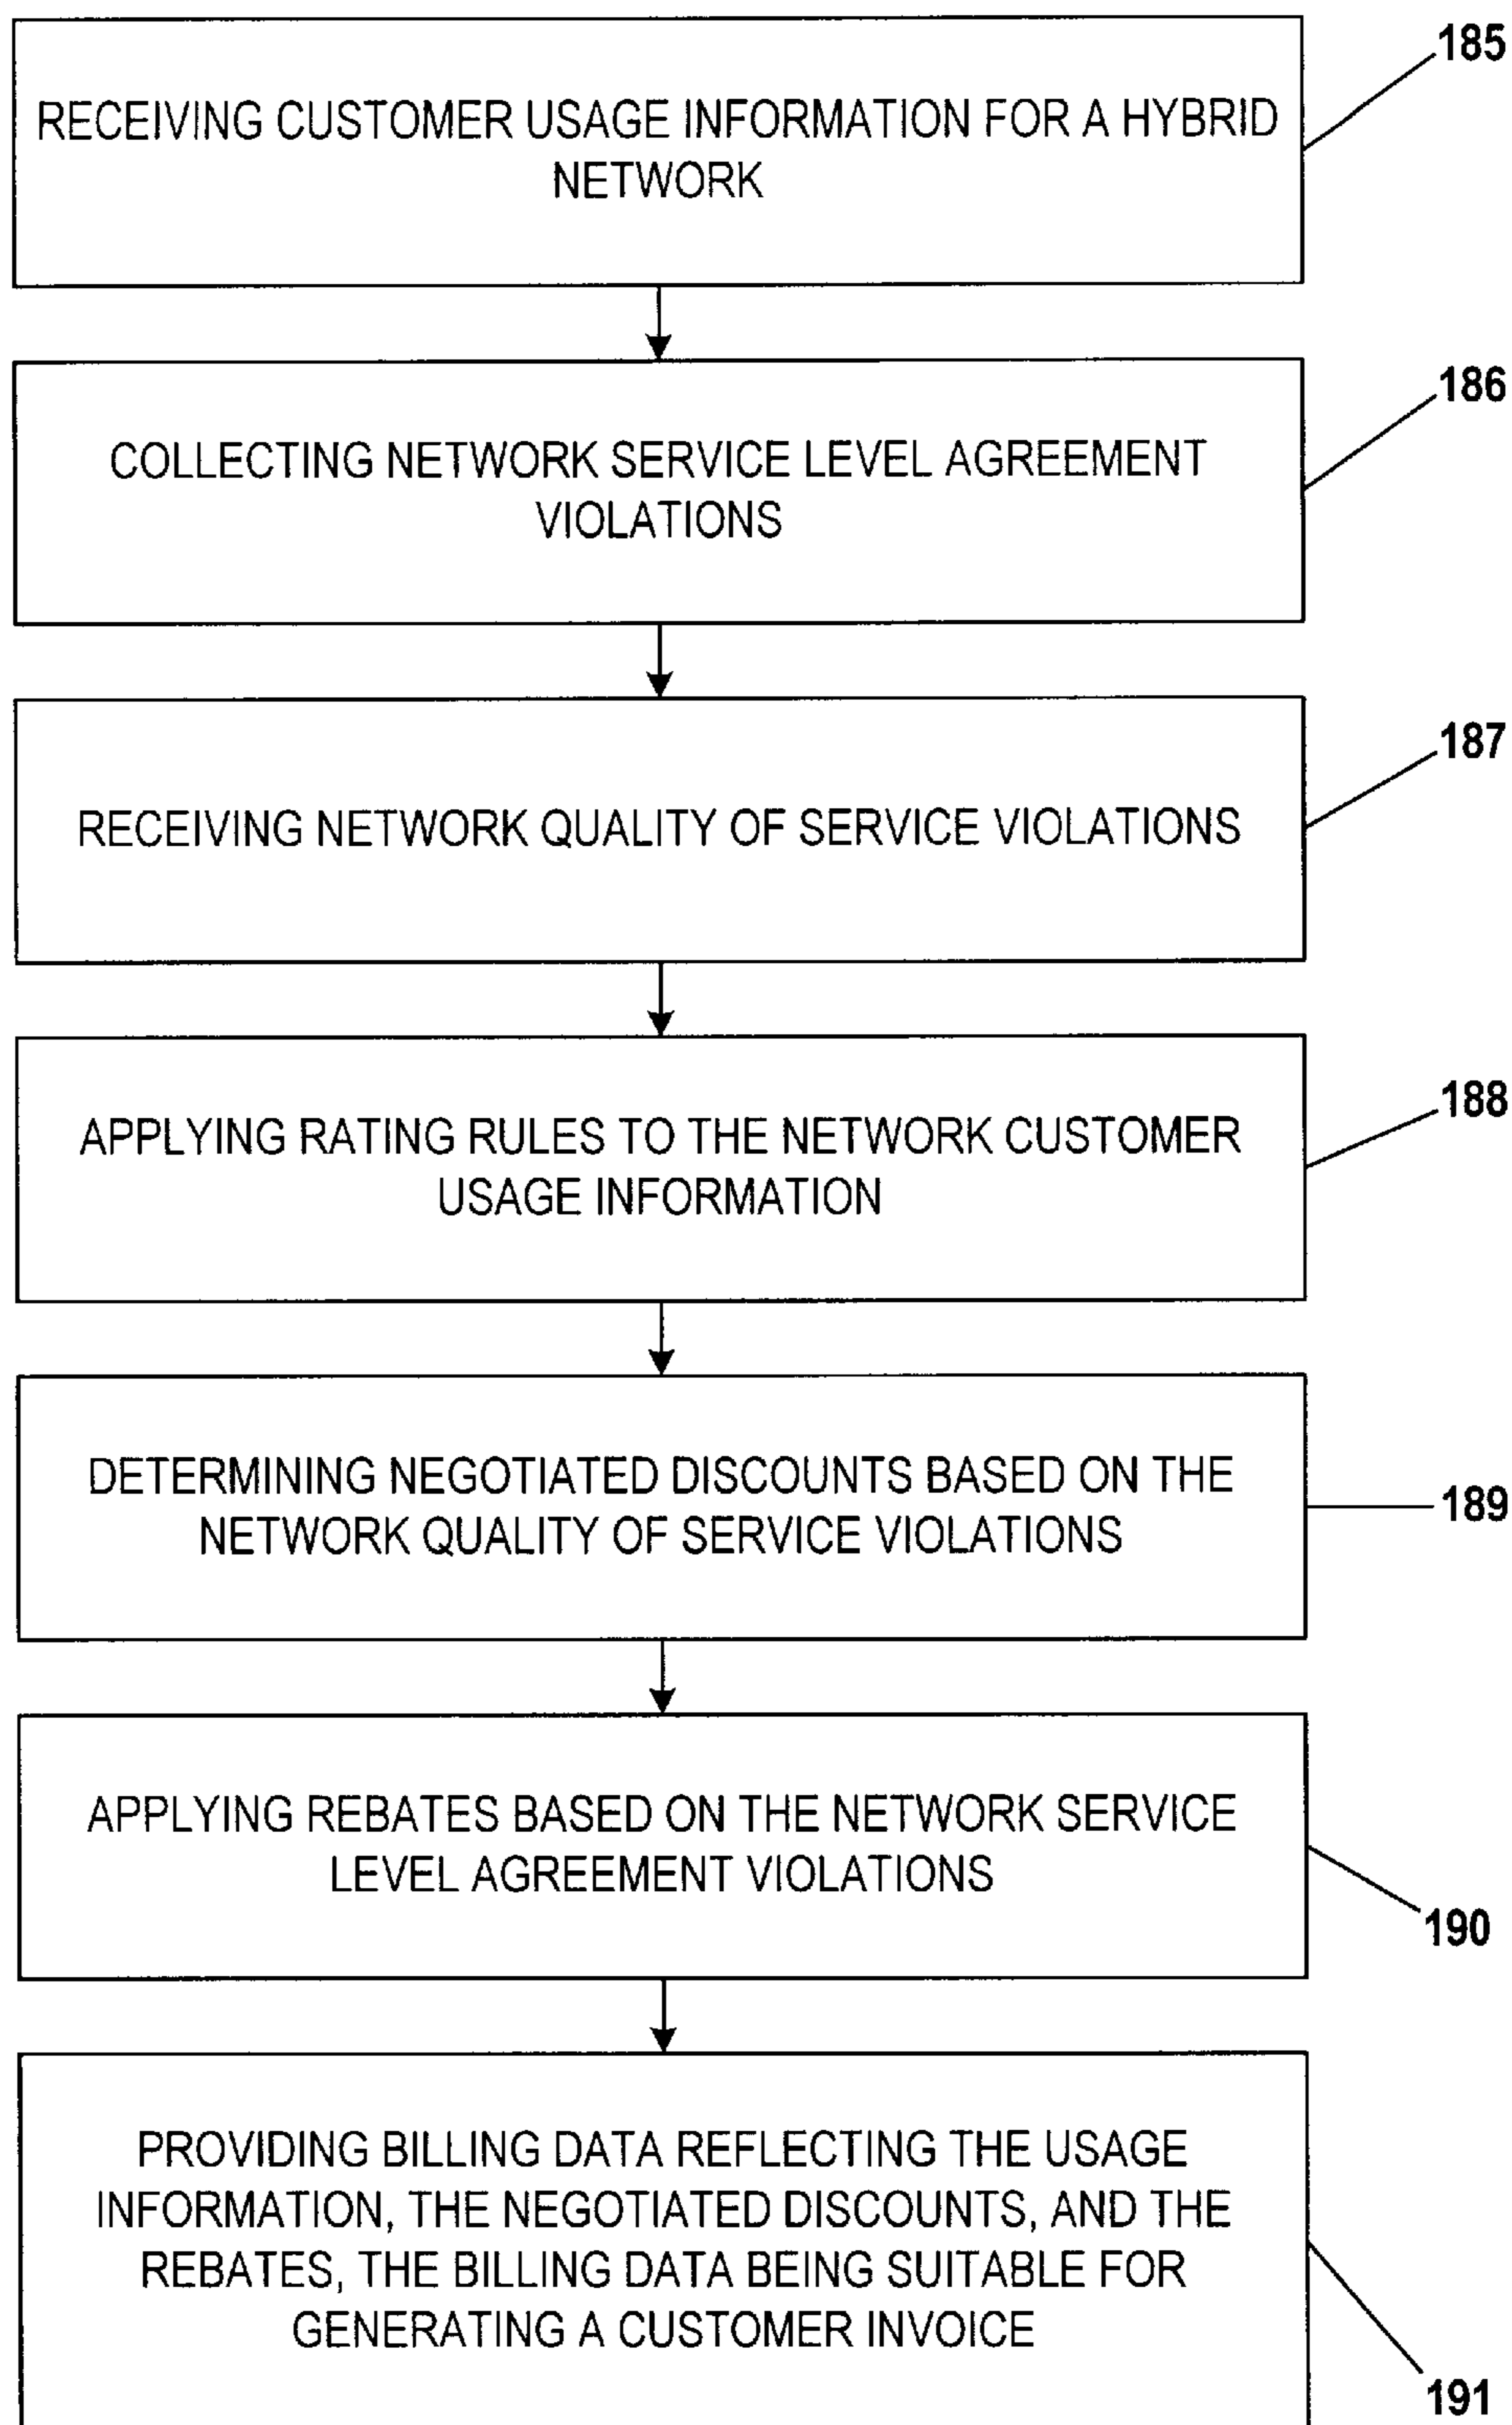 RECEIVING CUSTOMER USAGE INFORMATION FOR A HYBRID
NETWORK
185
COLLECTING NETWORK SERVICE LEVEL AGREEMENT
VIOLATIONS
186
RECEIVING NETWORK QUALITY OF SERVICE VIOLATIONS
187
APPLYING RATING RULES TO THE NETWORK CUSTOMER
USAGE INFORMATION
188
DETERMINING NEGOTIATED DISCOUNTS BASED ON THE
NETWORK QUALITY OF SERVICE VIOLATIONS
189
APPLYING REBATES BASED ON THE NETWORK SERVICE
LEVEL AGREEMENT VIOLATIONS
190
PROVIDING BILLING DATA REFLECTING THE USAGE
INFORMATION, THE NEGOTIATED DISCOUNTS, AND THE
REBATES, THE BILLING DATA BEING SUITABLE FOR
GENERATING A CUSTOMER INVOICE
191